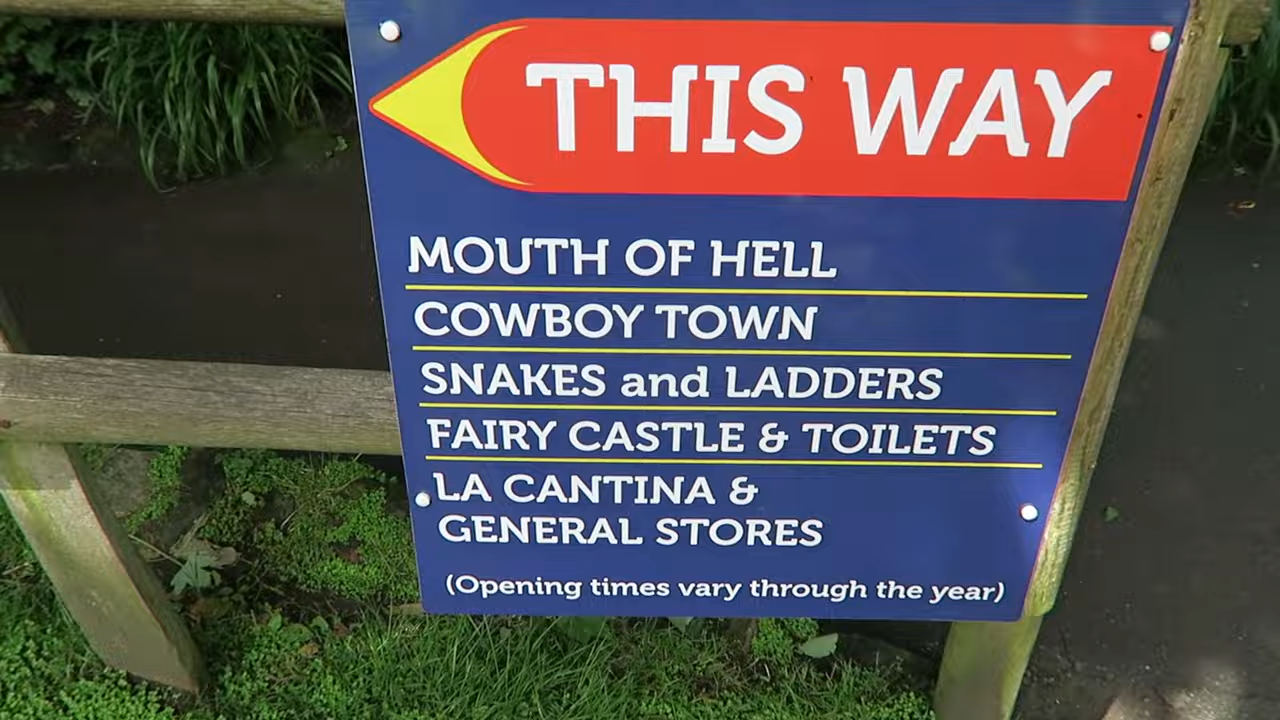 THIS WAY
MOUTH OF HELL
COWBOY TOWN
SNAKES and LADDERS
FAIRY CASTLE & TOILETS
LA CANTINA &
GENERAL STORES
(Opening times vary through the year)